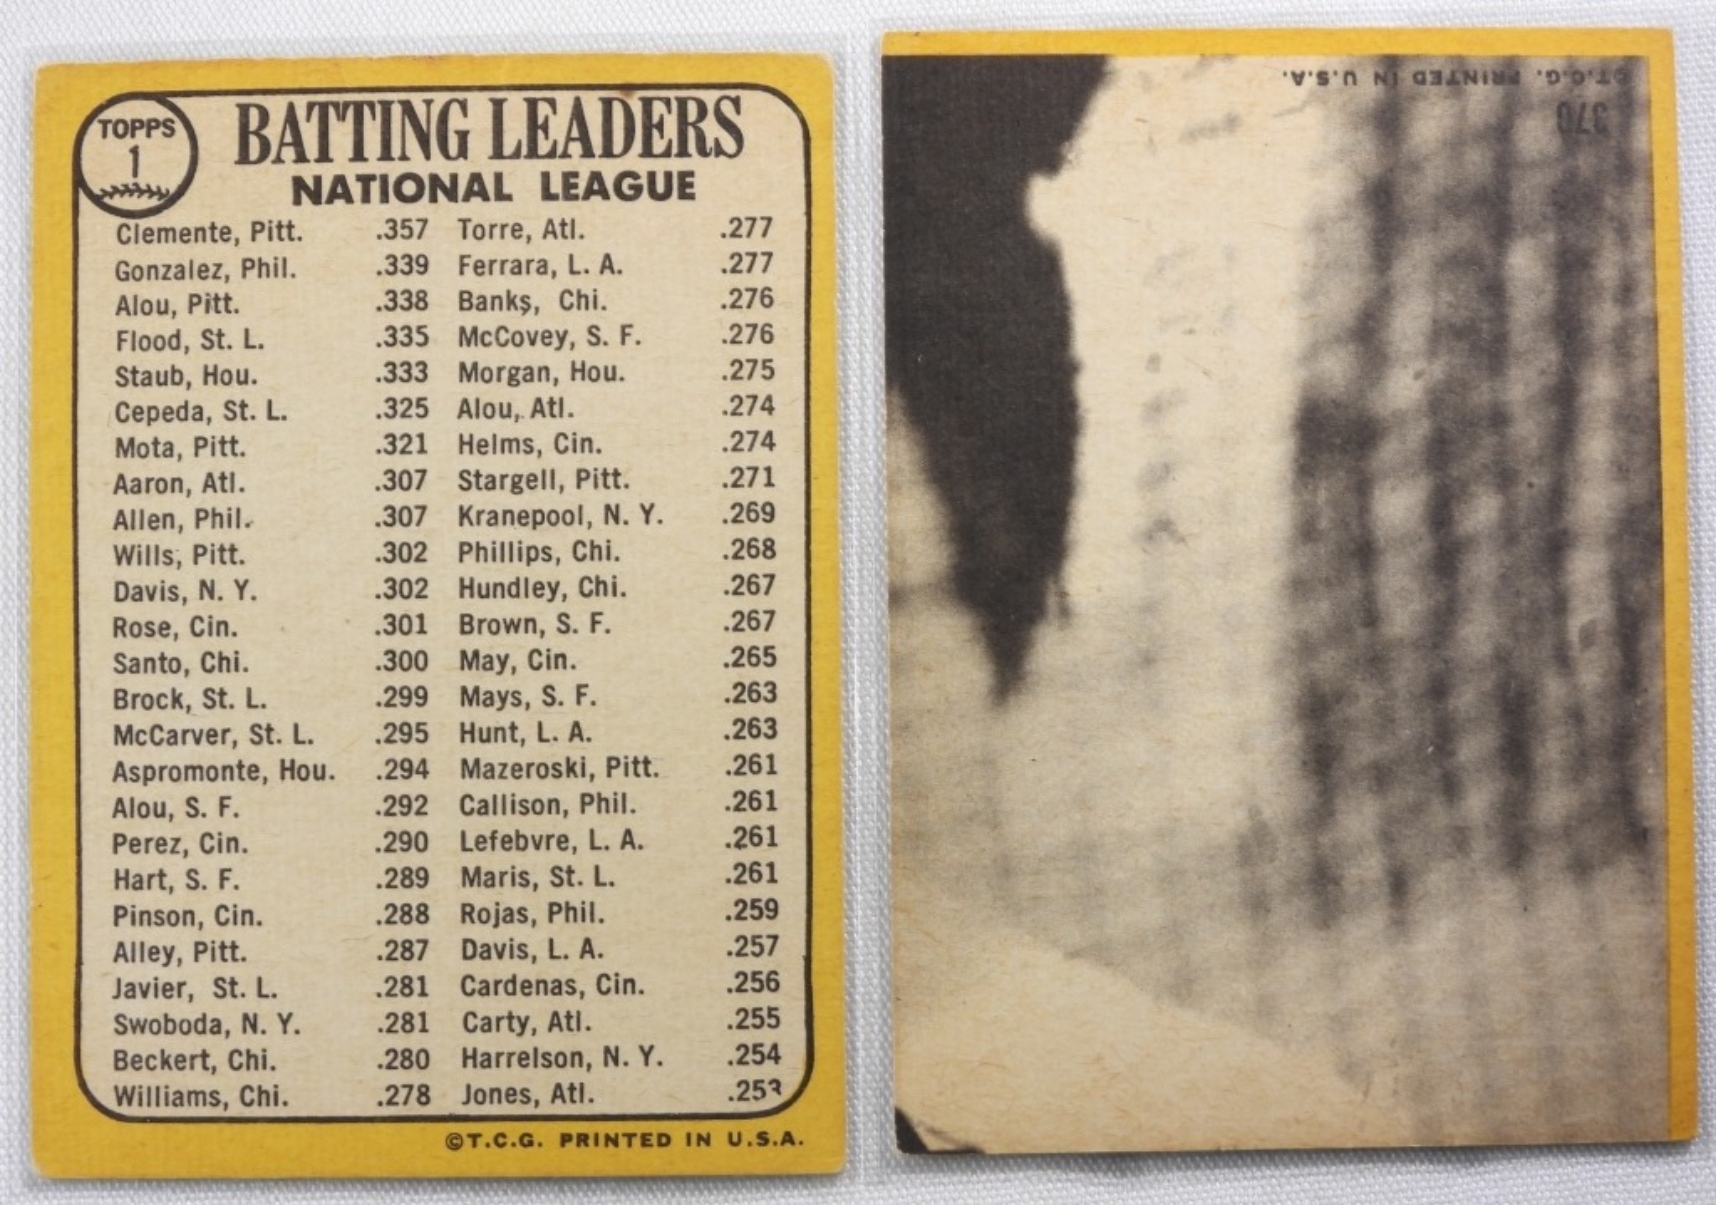 TOPPS
1
BATTING LEADERS
NATIONAL LEAGUE
Clemente, Pitt. .357 Torre, Atl. .277
Gonzalez, Phil. .339 Ferrara, L. A. .277
Alou, Pitt. .338 Banks, Chi. .276
Flood, St. L. .335 McCovey, S. F. .276
Staub, Hou. .333 Morgan, Hou. .275
Cepeda, St. L. .325 Alou, Atl. .274
Mota, Pitt. .321 Helms, Cin. .274
Aaron, Atl. .307 Stargell, Pitt. .271
Allen, Phil. .307 Kranepool, N. Y. .269
Wills, Pitt. .302 Phillips, Chi. .268
Davis, N. Y. .302 Hundley, Chi. .267
Rose, Cin. .301 Brown, S. F. .267
Santo, Chi. .300 May, Cin. .265
Brock, St. L. .299 Mays, S. F. .263
McCarver, St. L. .295 Hunt, L. A. .263
Aspromonte, Hou. .294 Mazeroski, Pitt. .261
Alou, S. F. .292 Callison, Phil. .261
Perez, Cin. .290 Lefebvre, L. A. .261
Hart, S. F. .289 Maris, St. L. .261
Pinson, Cin. .288 Rojas, Phil. .259
Alley, Pitt. .287 Davis, L. A. .257
Javier, St. L. .281 Cardenas, Cin. .256
Swoboda, N. Y. .281 Carty, Atl. .255
Beckert, Chi. .280 Harrelson, N. Y. .254
Williams, Chi. .278 Jones, Atl. .253
©T.C.G. PRINTED IN U.S.A.
©T.C.G. PRINTED IN U.S.A.
370